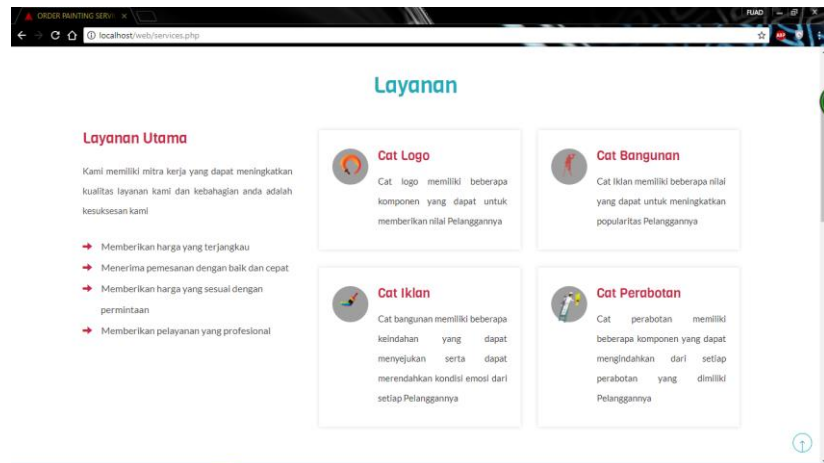 ORDER PAINTING SERV
FUAD
localhost/web/services.php
ABP
Layanan
Layanan Utama
Kami memiliki mitra kerja yang dapat meningkatkan
kualitas layanan kami dan kebahagian anda adalah
kesuksesan kami
Memberikan harga yang terjangkau
Menerima pemesanan dengan baik dan cepat
Memberikan harga yang sesuai dengan
permintaan
Memberikan pelayanan yang profesional
Cat Logo
Cat logo memiliki beberapa
komponen yang dapat untuk
memberikan nilai Pelanggannya
Cat Bangunan
Cat Iklan memiliki beberapa nilai
yang dapat untuk meningkatkan
popularitas Pelanggannya
Cat Iklan
Cat bangunan memiliki beberapa
keindahan yang dapat
menyejukan serta dapat
merendahkan kondisi emosi dari
setiap Pelanggannya
Cat Perabotan
Cat perabotan memiliki
beberapa komponen yang dapat
mengindahkan dari setiap
perabotan yang dimiliki
Pelanggannya